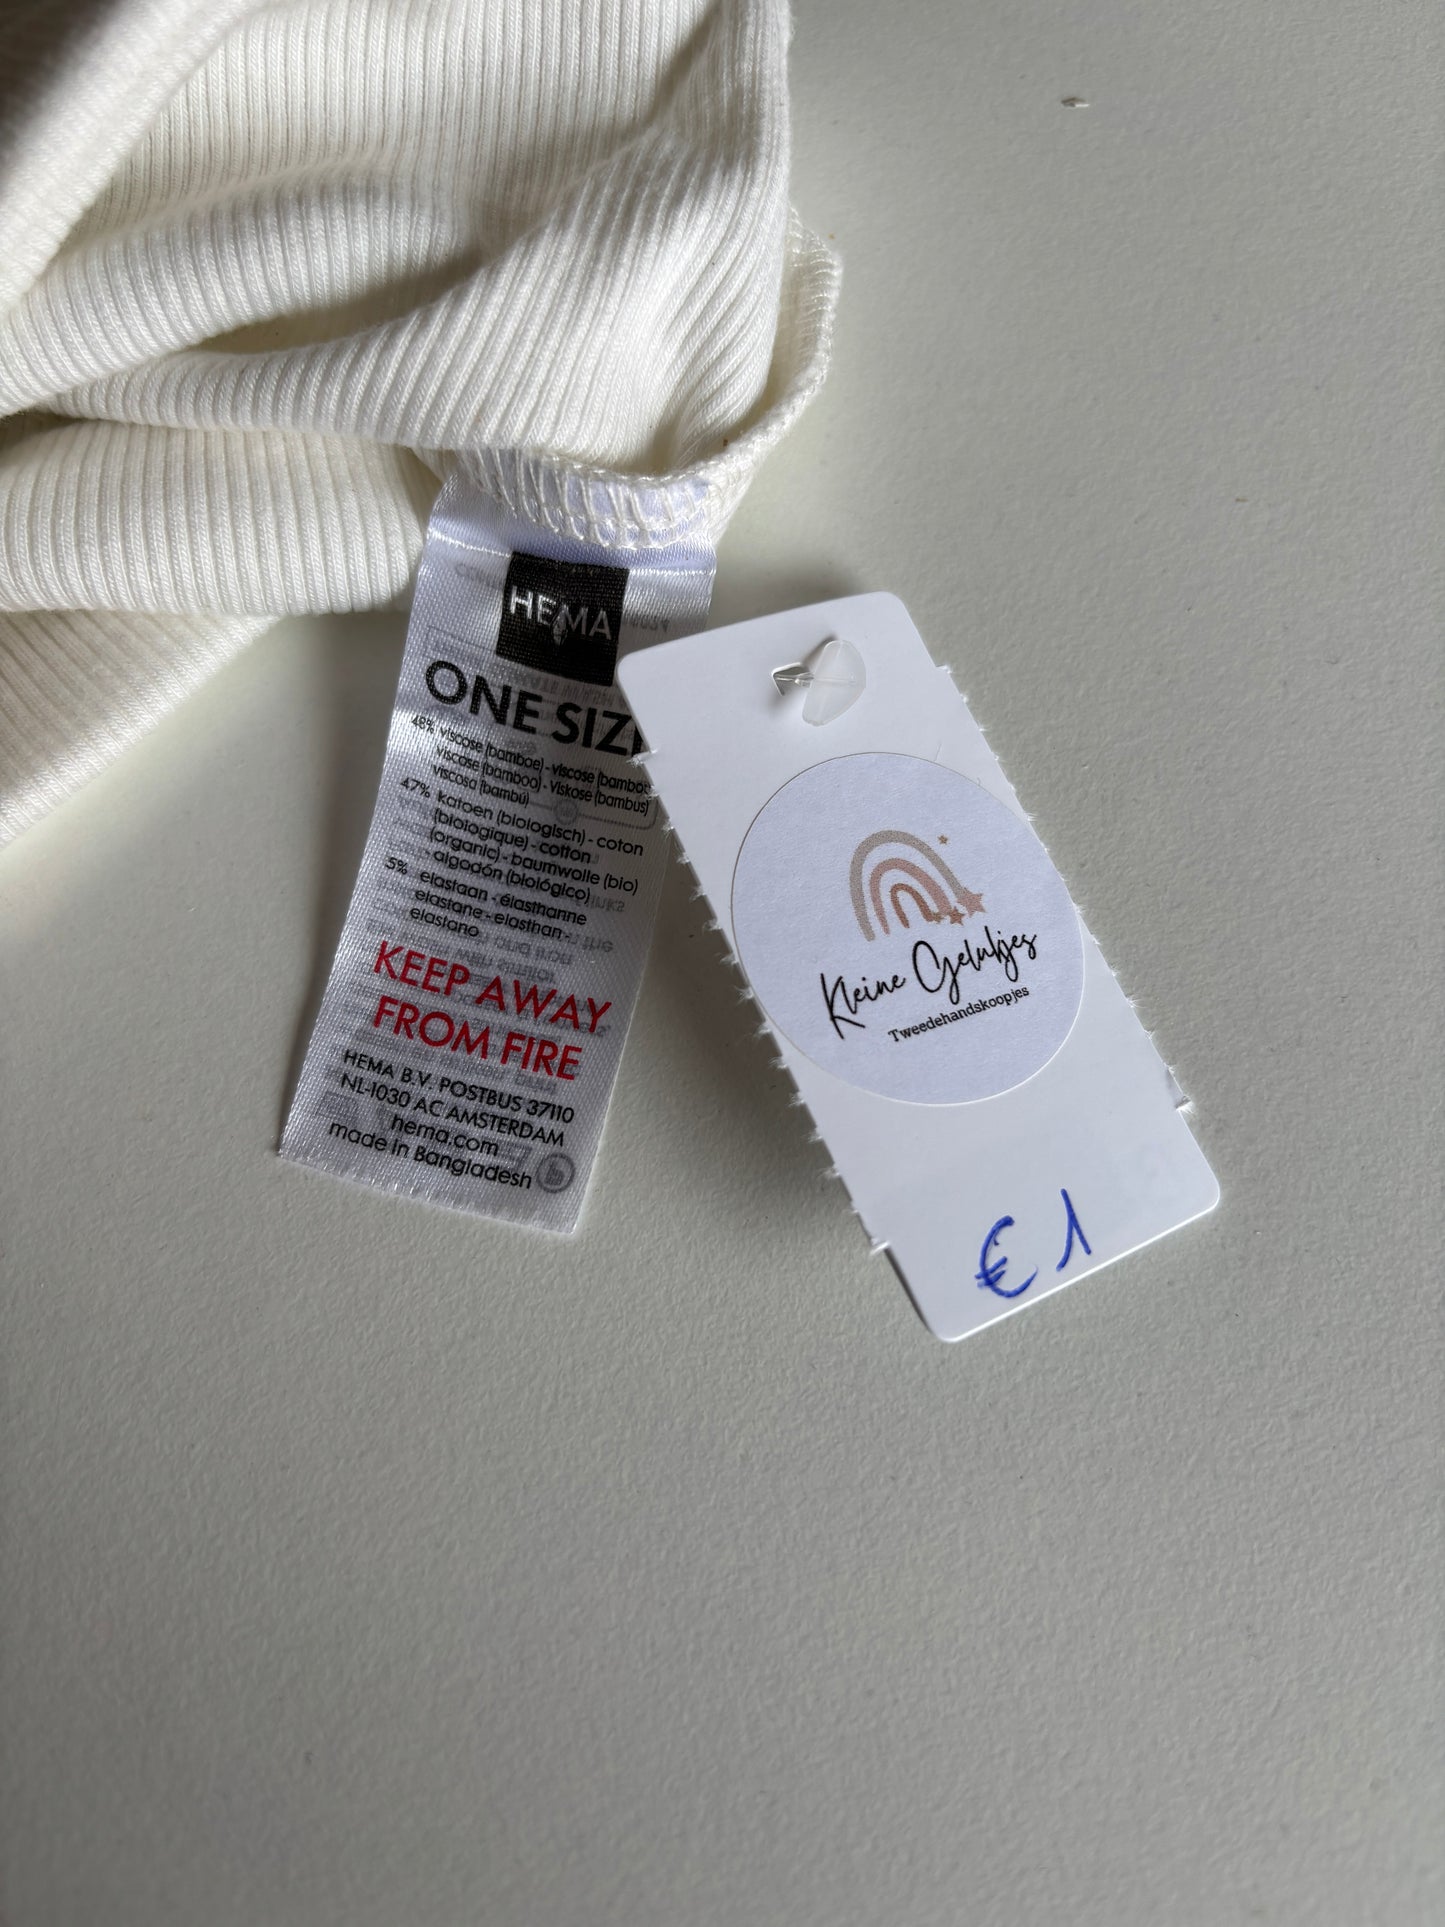 HEMA
ONE SIZ
48% viscose (bamboe) - viscose (bambou)
viscose (bamboo) - Viskose (bambus)
viscosa (bambú)
47% katoen (biologisch) - coton
(biologique) - cotton
(organic) - baumwolle (bio)
- algodón (biológico)
5% elastaan - élasthanne
elastane - elasthan -
elastano
KEEP AWAY
FROM FIRE
HEMA B.V. POSTBUS 37110
NL-1030 AC AMSTERDAM
hema.com
made in Bangladesh
Kleine Gelukjes
Tweedehandskoopjes
€ 1